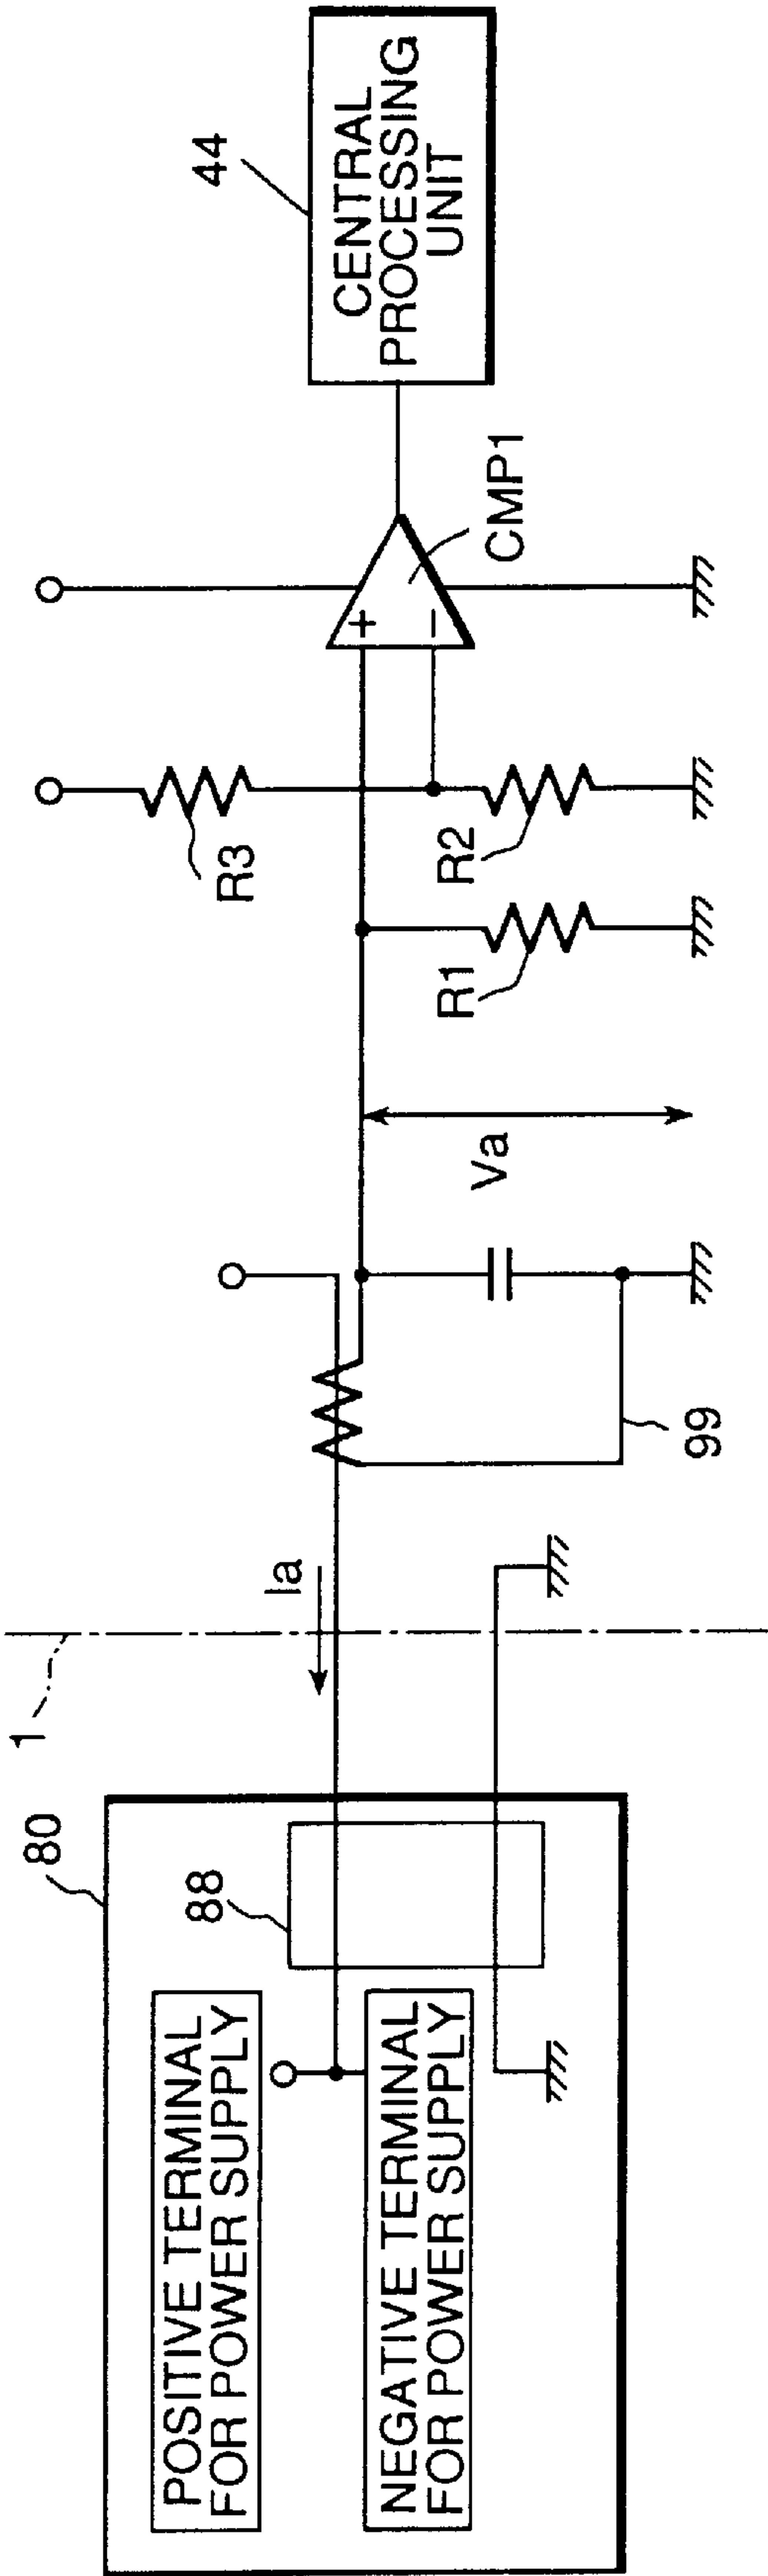 POSITIVE TERMINAL
FOR POWER SUPPLY
NEGATIVE TERMINAL
FOR POWER SUPPLY
80
88
1
Ia
99
Va
R1
R2
R3
+
−
CMP1
44
CENTRAL
PROCESSING
UNIT